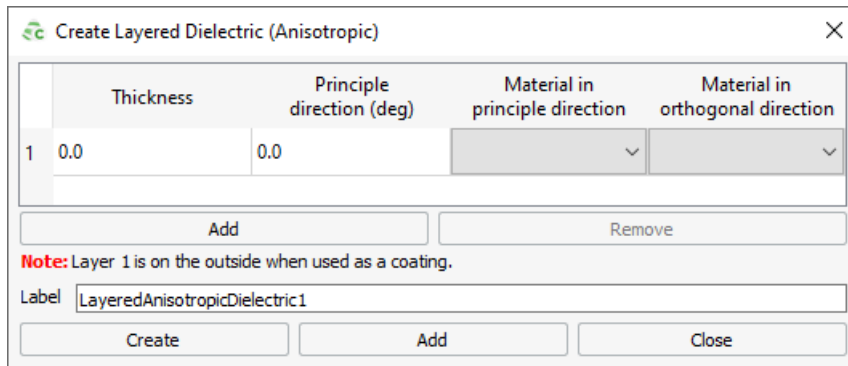 Create Layered Dielectric (Anisotropic)
Thickness
Principle
direction (deg)
Material in
principle direction
Material in
orthogonal direction
1 0.0 0.0
Add Remove
Note: Layer 1 is on the outside when used as a coating.
Label LayeredAnisotropicDielectric1
Create Add Close